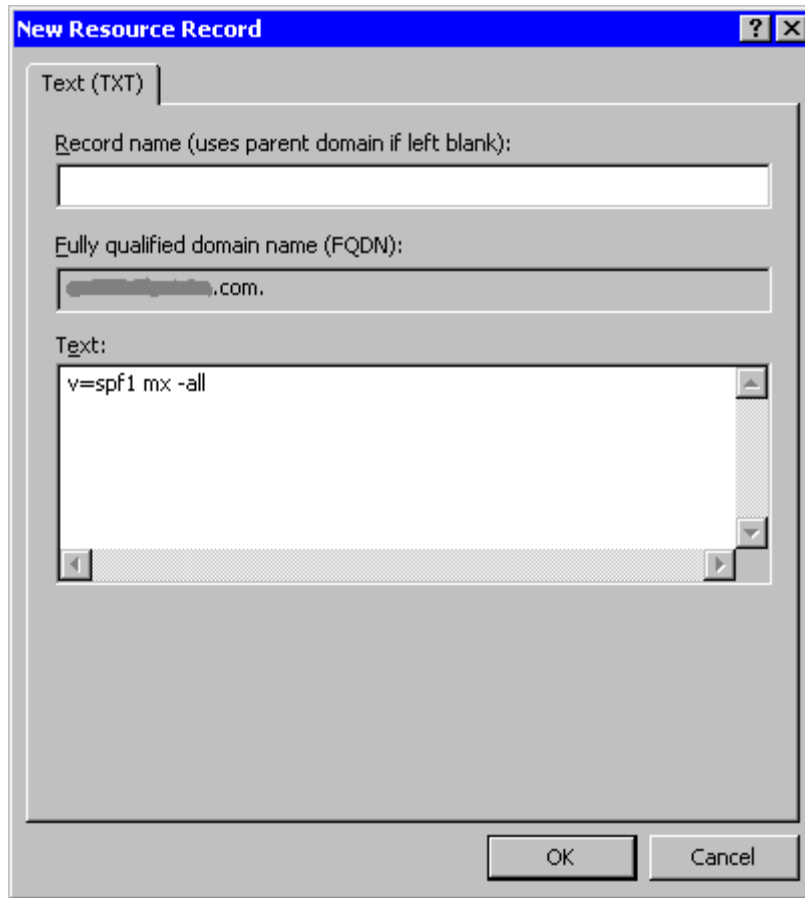 New Resource Record
Text (TXT)
Record name (uses parent domain if left blank):
Fully qualified domain name (FQDN):
.com.
Text:
v=spf1 mx -all
OK
Cancel